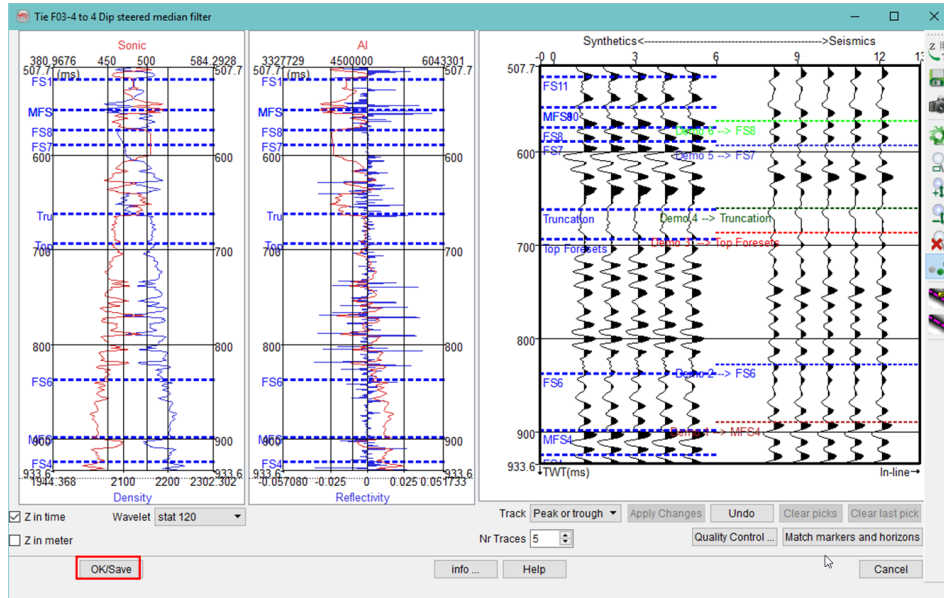 Tie F03-4 to 4 Dip steered median filter
Sonic
380.9676 450 500 584.2928
507.7 (ms) 507.7
FS1
MFS
FS8
FS7
600 600
Tru
Top
700 700
800 800
FS6
900 900
MFS
FS4
933.6 933.6
1944.368 2100 2200 2302.302
Density
AI
3327729 4500000 6043301
507.7 (ms) 507.7
FS1
MFS
FS8
FS7
600 600
Tru
Top
700 700
800 800
FS6
900 900
MFS
FS4
933.6 933.6
-0.057080 -0.025 0 0.025 0.051733
Reflectivity
Synthetics<------------------------------>Seismics
-0 0 3 6 9 12
507.7
FS11
FS8 Demo 6 --> FS8
FS7 Demo 5 --> FS7
600
Truncation Demo 4 --> Truncation
700
Top Foresets Demo 3 --> Top Foresets
800
FS6 Demo 2 --> FS6
900
MFS4 --> MFS4
933.6
TWT(ms) In-line
Z in time Wavelet stat 120
Z in meter
Track Peak or trough Apply Changes Undo Clear picks Clear last pick
Nr Traces 5 Quality Control ... Match markers and horizons
OK/Save info ... Help Cancel